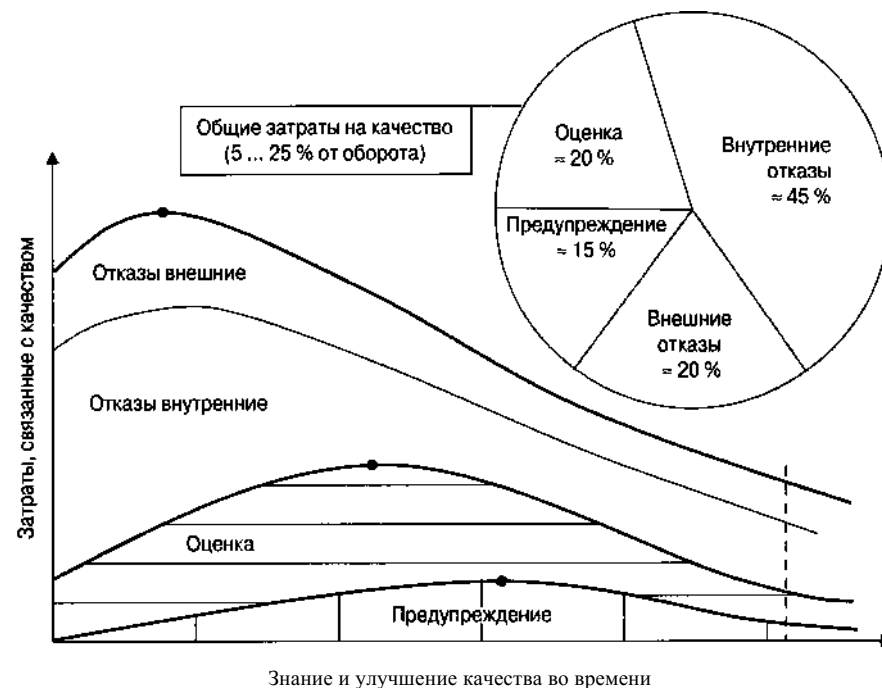 Общие затраты на качество
(5 ... 25 % от оборота)
Оценка
≈ 20 %
Внутренние
отказы
≈ 45 %
Предупреждение
≈ 15 %
Внешние
отказы
≈ 20 %
Затраты, связанные с качеством
Отказы внешние
Отказы внутренние
Оценка
Предупреждение
Знание и улучшение качества во времени